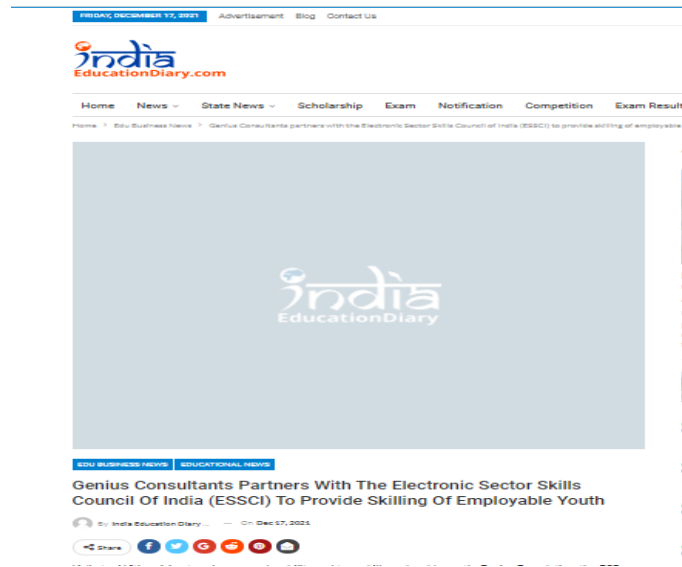 FRIDAY, DECEMBER 17, 2021 Advertisement Blog Contact Us
india
EducationDiary.com
Home News State News Scholarship Exam Notification Competition Exam Result
Home > Edu Business News > Genius Consultants partners with the Electronic Sector Skills Council of India (ESSCI) to provide skilling of employable
india
EducationDiary
EDU BUSINESS NEWS EDUCATIONAL NEWS
Genius Consultants Partners With The Electronic Sector Skills
Council Of India (ESSCI) To Provide Skilling Of Employable Youth
By India Education Diary... — On Dec 17, 2021
Share